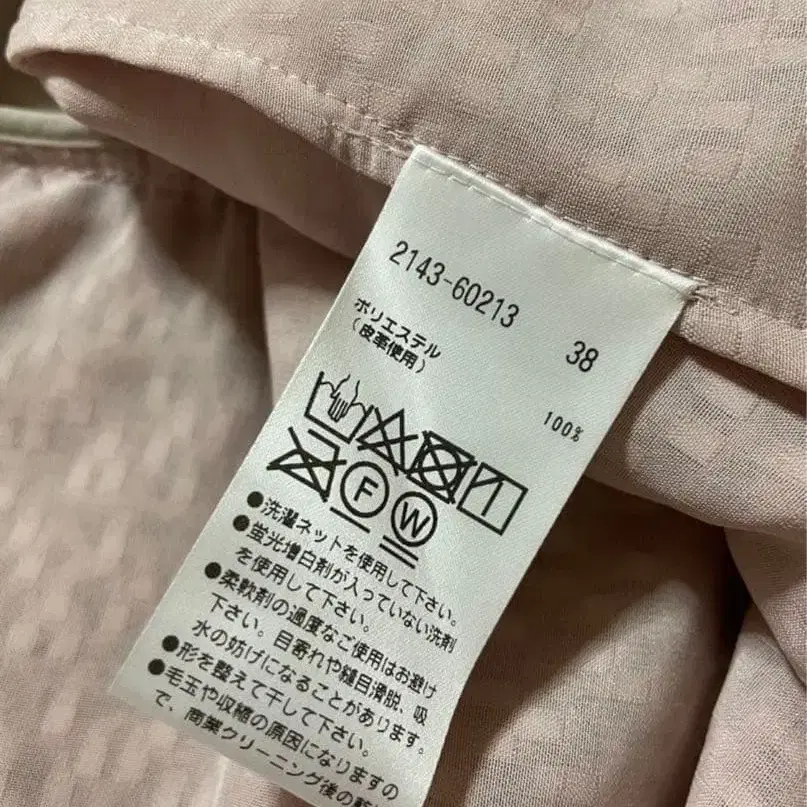 2143-60213
38
ポリエステル 100%
(皮革使用)
F W
●洗濯ネットを使用して下さい。
●蛍光増白剤が入っていない洗剤
を使用して下さい。
●柔軟剤の過度なご使用はお避け
下さい。目寄れや縫目滑脱、吸
水の妨げになることがあります。
●形を整えて干して下さい。
●毛玉や収縮の原因になりますの
で、商業クリーニング後の